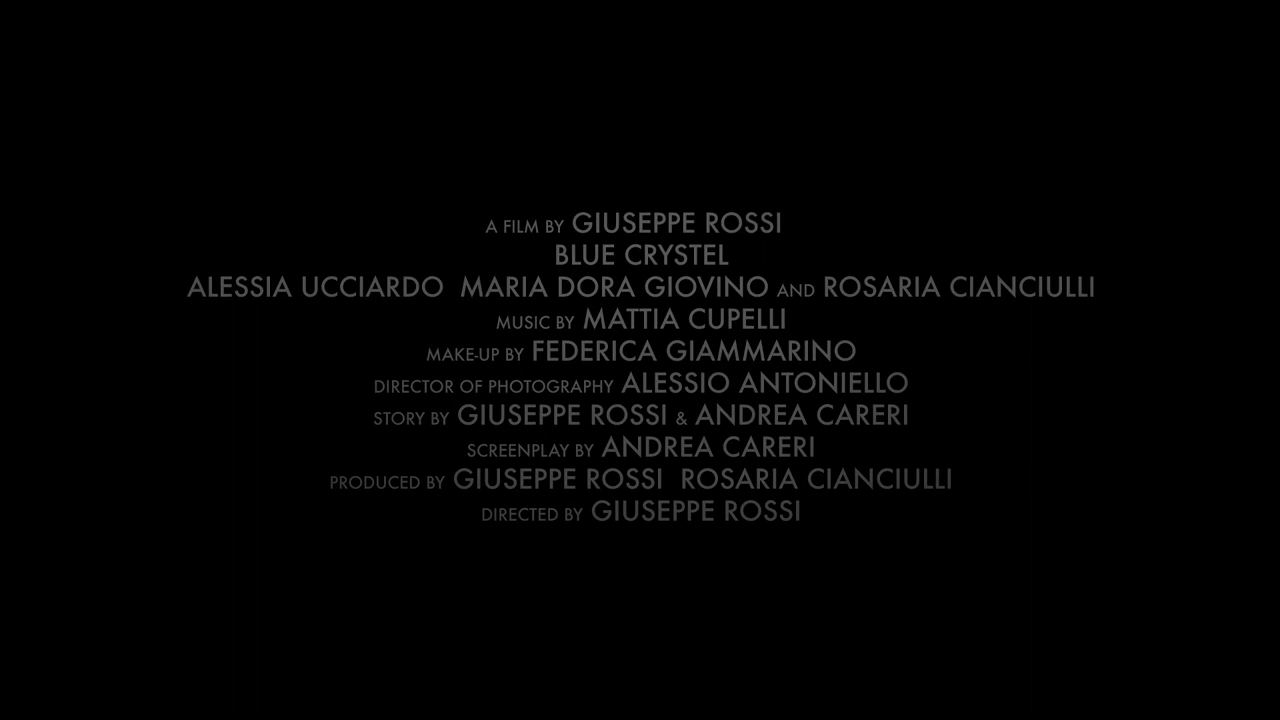 A FILM BY GIUSEPPE ROSSI
BLUE CRYSTEL
ALESSIA UCCIARDO MARIA DORA GIOVINO AND ROSARIA CIANCIULLI
MUSIC BY MATTIA CUPELLI
MAKE-UP BY FEDERICA GIAMMARINO
DIRECTOR OF PHOTOGRAPHY ALESSIO ANTONIELLO
STORY BY GIUSEPPE ROSSI & ANDREA CARERI
SCREENPLAY BY ANDREA CARERI
PRODUCED BY GIUSEPPE ROSSI ROSARIA CIANCIULLI
DIRECTED BY GIUSEPPE ROSSI